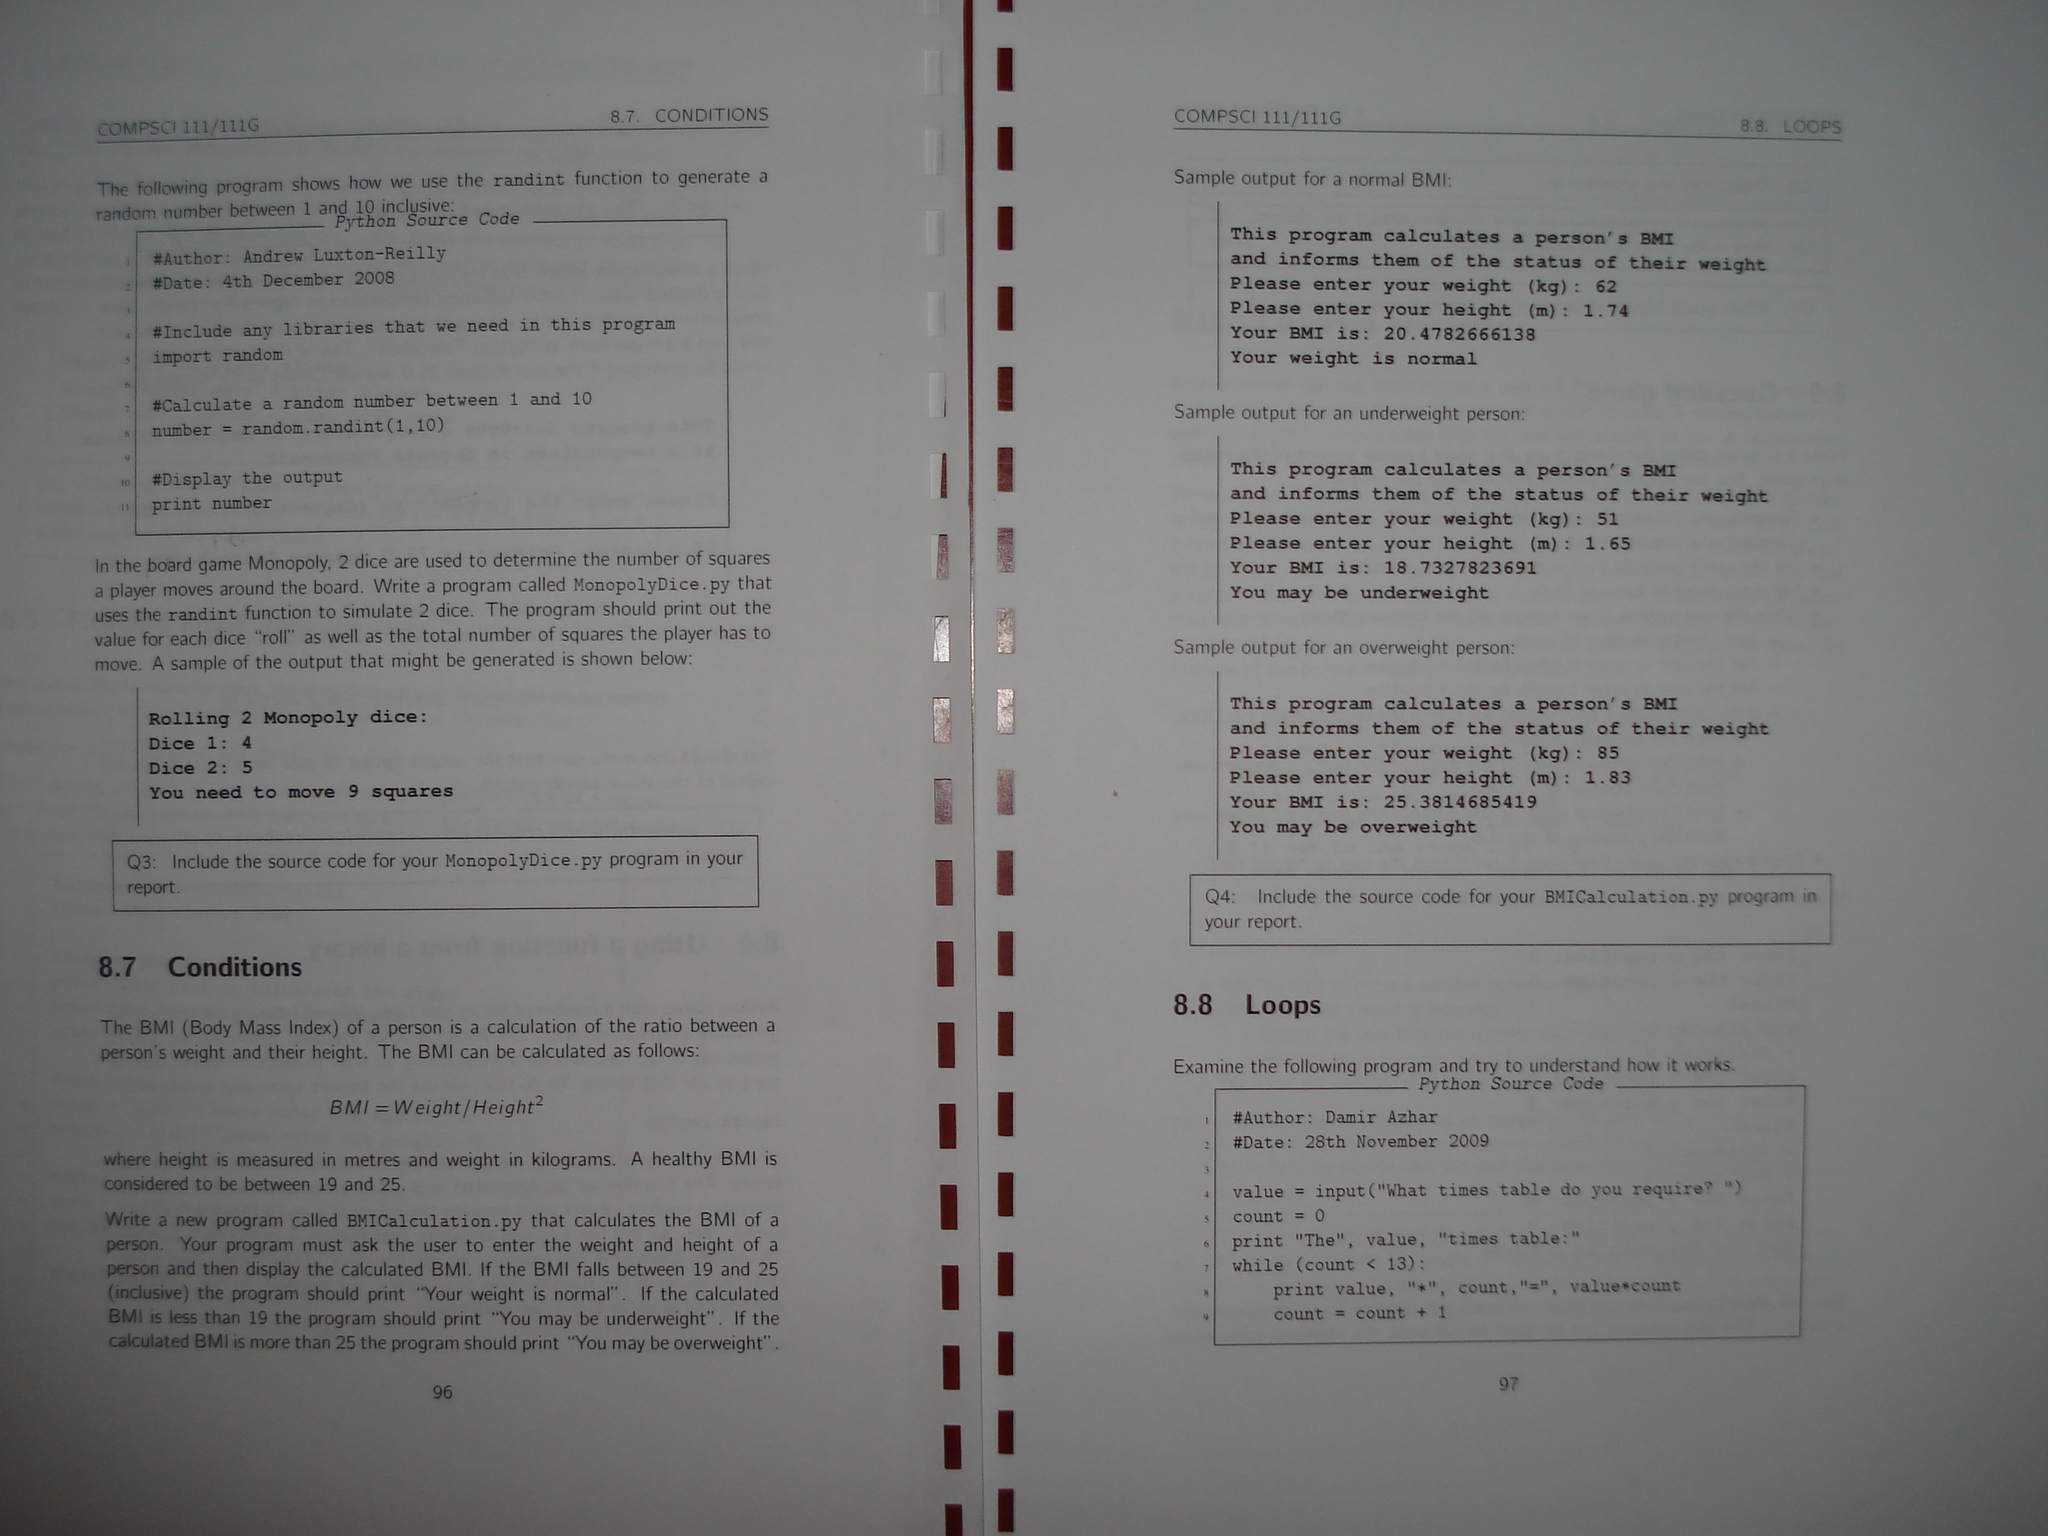 COMPSCI 111/111G
8.7. CONDITIONS
The following program shows how we use the randint function to generate a
random number between 1 and 10 inclusive:
Python Source Code
1 #Author: Andrew Luxton-Reilly
2 #Date: 4th December 2008
3
4 #Include any libraries that we need in this program
5 import random
6
7 #Calculate a random number between 1 and 10
8 number = random.randint(1,10)
9
10 #Display the output
11 print number
In the board game Monopoly, 2 dice are used to determine the number of squares
a player moves around the board. Write a program called MonopolyDice.py that
uses the randint function to simulate 2 dice. The program should print out the
value for each dice “roll” as well as the total number of squares the player has to
move. A sample of the output that might be generated is shown below:
Rolling 2 Monopoly dice:
Dice 1: 4
Dice 2: 5
You need to move 9 squares
Q3: Include the source code for your MonopolyDice.py program in your
report.
8.7 Conditions
The BMI (Body Mass Index) of a person is a calculation of the ratio between a
person's weight and their height. The BMI can be calculated as follows:
BMI = Weight/Height²
where height is measured in metres and weight in kilograms. A healthy BMI is
considered to be between 19 and 25.
Write a new program called BMICalculation.py that calculates the BMI of a
person. Your program must ask the user to enter the weight and height of a
person and then display the calculated BMI. If the BMI falls between 19 and 25
(inclusive) the program should print “Your weight is normal”. If the calculated
BMI is less than 19 the program should print “You may be underweight”. If the
calculated BMI is more than 25 the program should print “You may be overweight”.
96
COMPSCI 111/111G
8.8. LOOPS
Sample output for a normal BMI:
This program calculates a person's BMI
and informs them of the status of their weight
Please enter your weight (kg): 62
Please enter your height (m): 1.74
Your BMI is: 20.4782666138
Your weight is normal
Sample output for an underweight person:
This program calculates a person's BMI
and informs them of the status of their weight
Please enter your weight (kg): 51
Please enter your height (m): 1.65
Your BMI is: 18.7327823691
You may be underweight
Sample output for an overweight person:
This program calculates a person's BMI
and informs them of the status of their weight
Please enter your weight (kg): 85
Please enter your height (m): 1.83
Your BMI is: 25.3814685419
You may be overweight
Q4: Include the source code for your BMICalculation.py program in
your report.
8.8 Loops
Examine the following program and try to understand how it works.
Python Source Code
1 #Author: Damir Azhar
2 #Date: 28th November 2009
3
4 value = input("What times table do you require? ")
5 count = 0
6 print "The", value, "times table:"
7 while (count < 13):
8 print value, "*", count,"=", value*count
9 count = count + 1
97